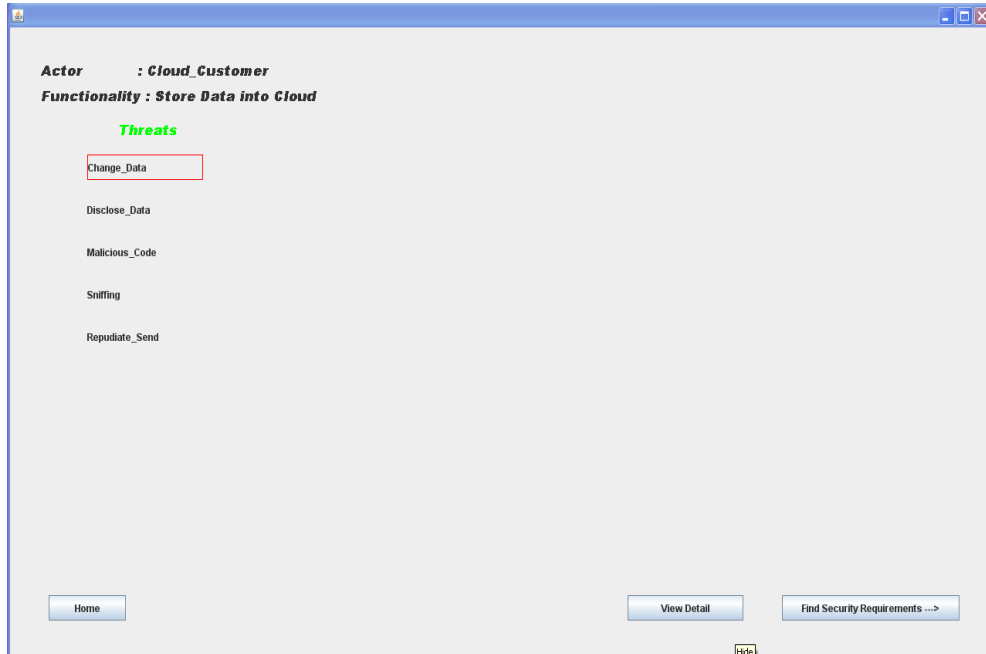 Actor : Cloud_Customer
Functionality : Store Data into Cloud
Threats
Change_Data
Disclose_Data
Malicious_Code
Sniffing
Repudiate_Send
Home
View Detail
Find Security Requirements --->
Hide